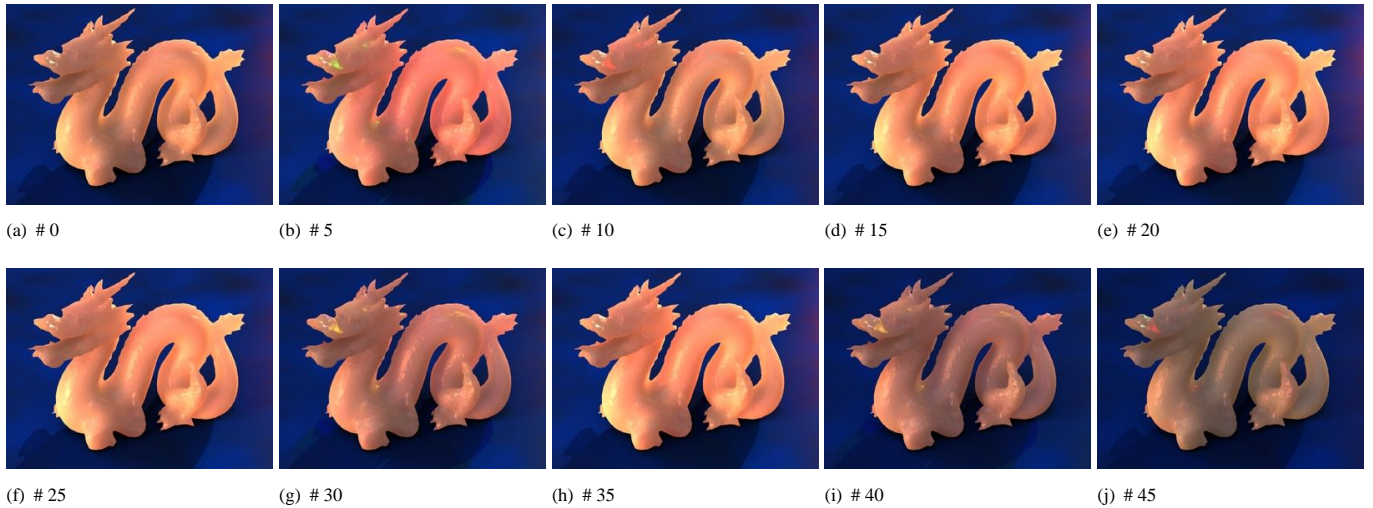 (a) # 0
(b) # 5
(c) # 10
(d) # 15
(e) # 20
(f) # 25
(g) # 30
(h) # 35
(i) # 40
(j) # 45